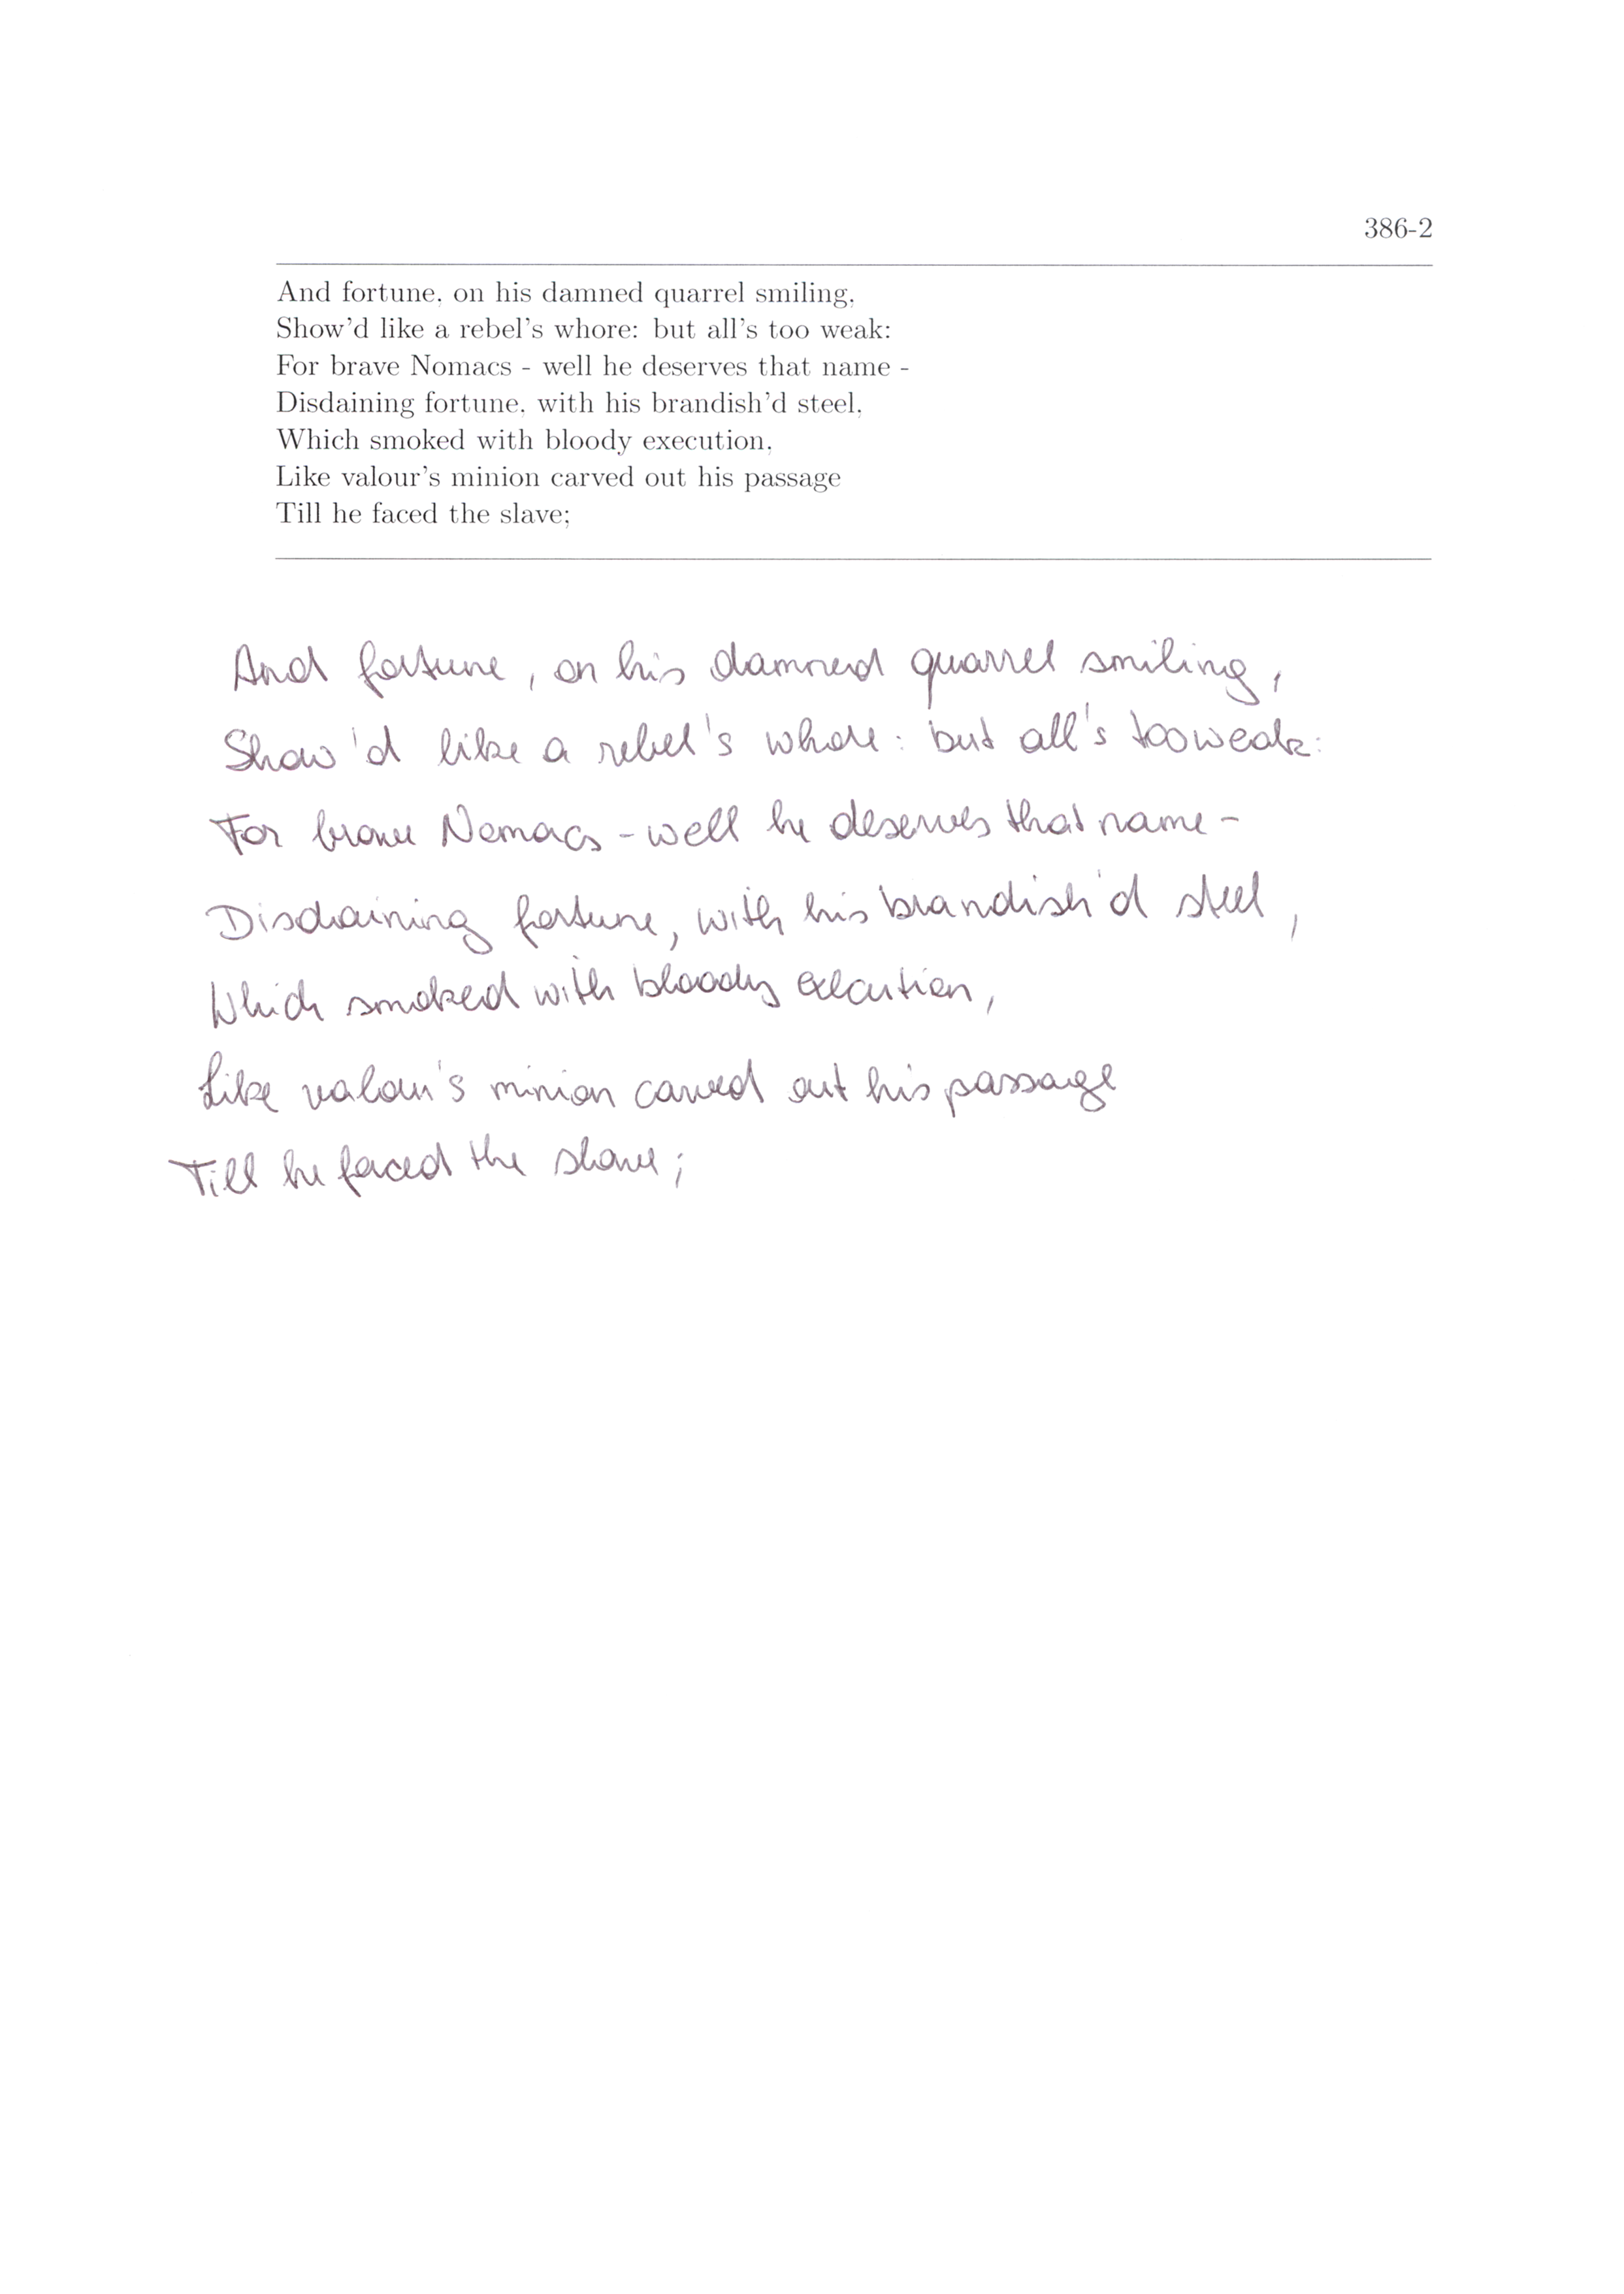 386-2
And fortune, on his damned quarrel smiling,
Show'd like a rebel's whore: but all's too weak:
For brave Nomacs - well he deserves that name -
Disdaining fortune, with his brandish'd steel,
Which smoked with bloody execution,
Like valour's minion carved out his passage
Till he faced the slave;
And fortune, on his damned quarrel smiling,
Show'd like a rebel's whore: but all's too weak:
For brave Nomacs - well he deserves that name -
Disdaining fortune, with his brandish'd steel,
Which smoked with bloody execution,
Like valour's minion carved out his passage
Till he faced the slave;